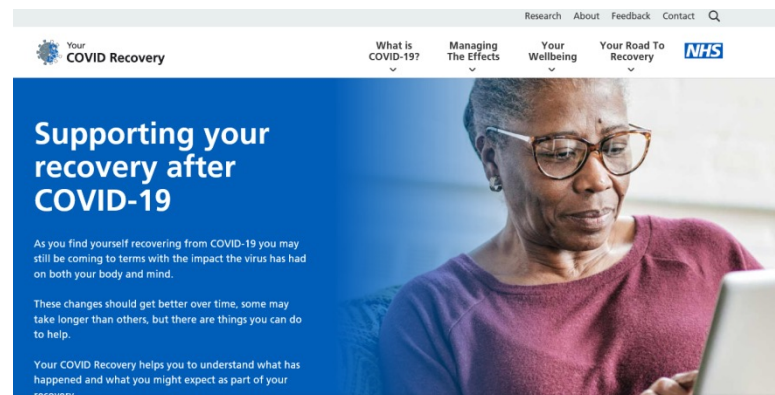 Research About Feedback Contact
Your
COVID Recovery
What is
COVID-19?
Managing
The Effects
Your
Wellbeing
Your Road To
Recovery
NHS
Supporting your
recovery after
COVID-19
As you find yourself recovering from COVID-19 you may
still be coming to terms with the impact the virus has had
on both your body and mind.
These changes should get better over time, some may
take longer than others, but there are things you can do
to help.
Your COVID Recovery helps you to understand what has
happened and what you might expect as part of your
recovery.